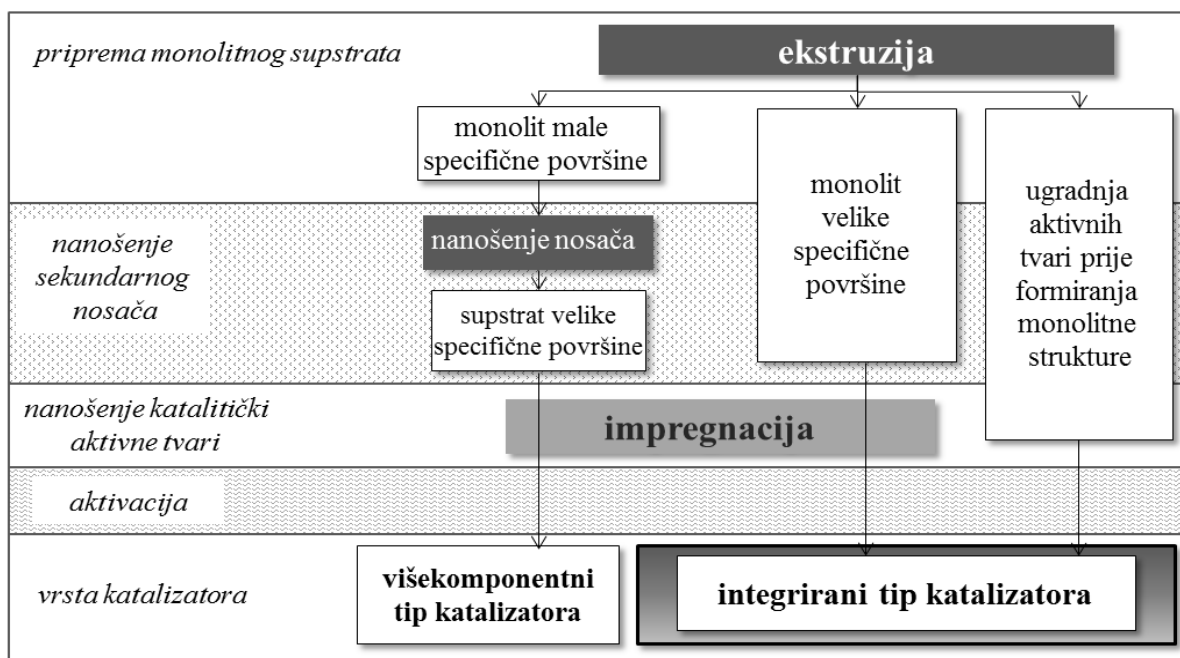 priprema monolitnog supstrata
ekstruzija
monolit male
specifične površine
monolit
velike
specifične
površine
ugradnja
aktivnih
tvari prije
formiranja
monolitne
strukture
nanošenje
sekundarnog
nosača
nanošenje nosača
supstrat velike
specifične površine
nanošenje katalitički
aktivne tvari
impregnacija
aktivacija
vrsta katalizatora
višekomponentni
tip katalizatora
integrirani tip katalizatora